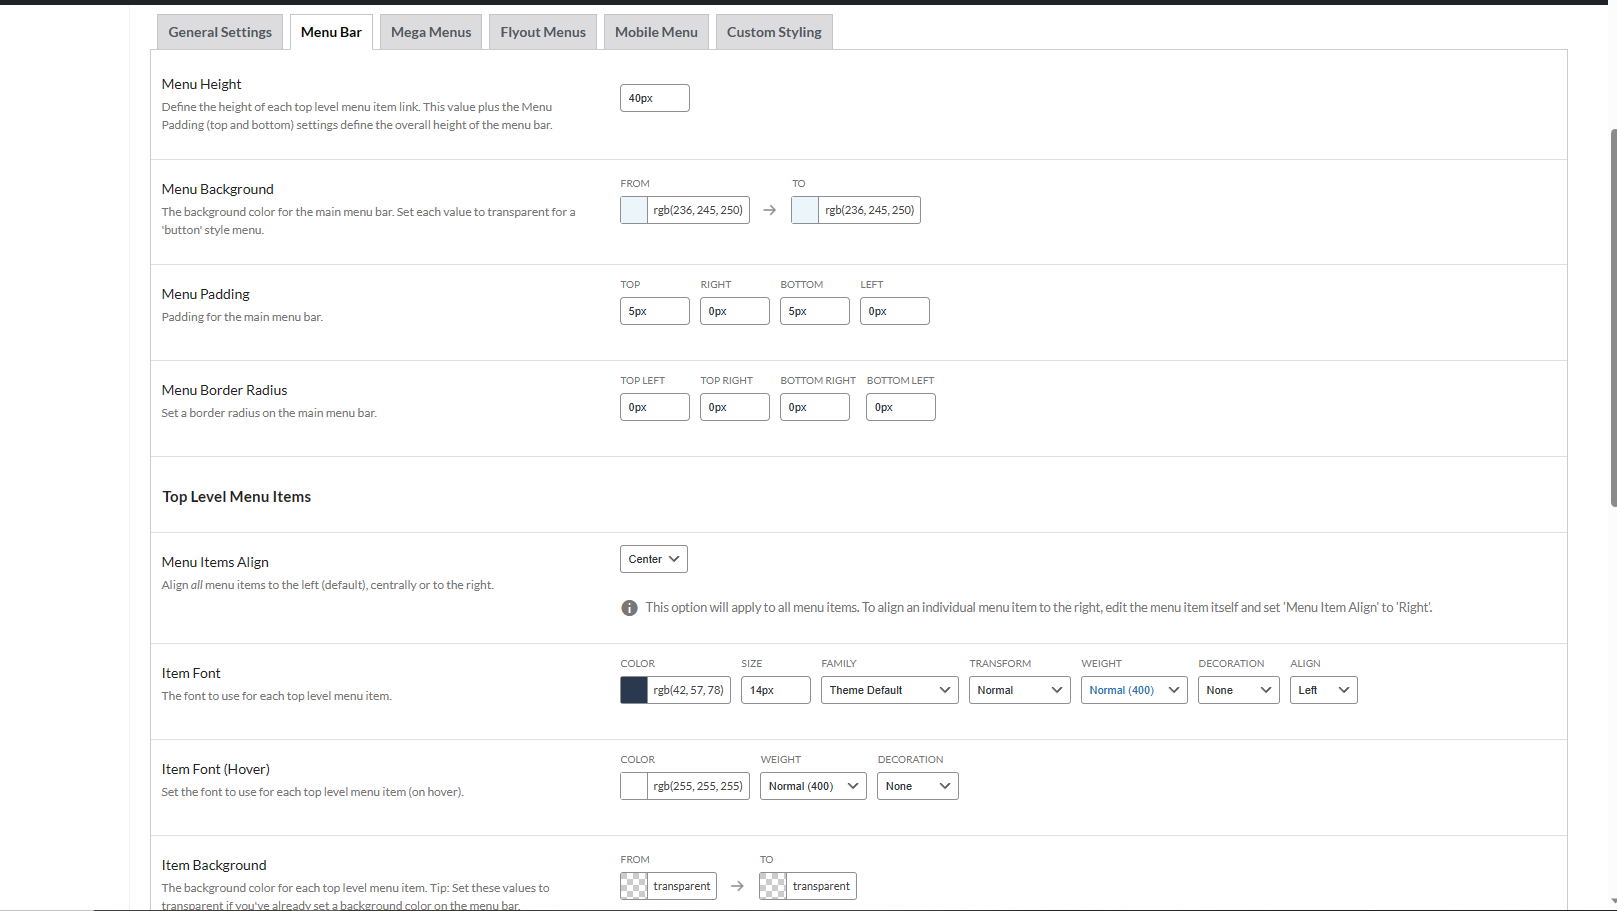 General Settings Menu Bar Mega Menus Flyout Menus Mobile Menu Custom Styling
Menu Height
Define the height of each top level menu item link. This value plus the Menu
Padding (top and bottom) settings define the overall height of the menu bar.
40px
Menu Background
The background color for the main menu bar. Set each value to transparent for a
'button' style menu.
FROM TO
rgb(236, 245, 250) rgb(236, 245, 250)
Menu Padding
Padding for the main menu bar.
TOP RIGHT BOTTOM LEFT
5px 0px 5px 0px
Menu Border Radius
Set a border radius on the main menu bar.
TOP LEFT TOP RIGHT BOTTOM RIGHT BOTTOM LEFT
0px 0px 0px 0px
Top Level Menu Items
Menu Items Align
Align all menu items to the left (default), centrally or to the right.
Center
This option will apply to all menu items. To align an individual menu item to the right, edit the menu item itself and set 'Menu Item Align' to 'Right'.
Item Font
The font to use for each top level menu item.
COLOR SIZE FAMILY TRANSFORM WEIGHT DECORATION ALIGN
rgb(42, 57, 78) 14px Theme Default Normal Normal (400) None Left
Item Font (Hover)
Set the font to use for each top level menu item (on hover).
COLOR WEIGHT DECORATION
rgb(255, 255, 255) Normal (400) None
Item Background
The background color for each top level menu item. Tip: Set these values to
transparent if you've already set a background color on the menu bar.
FROM TO
transparent transparent